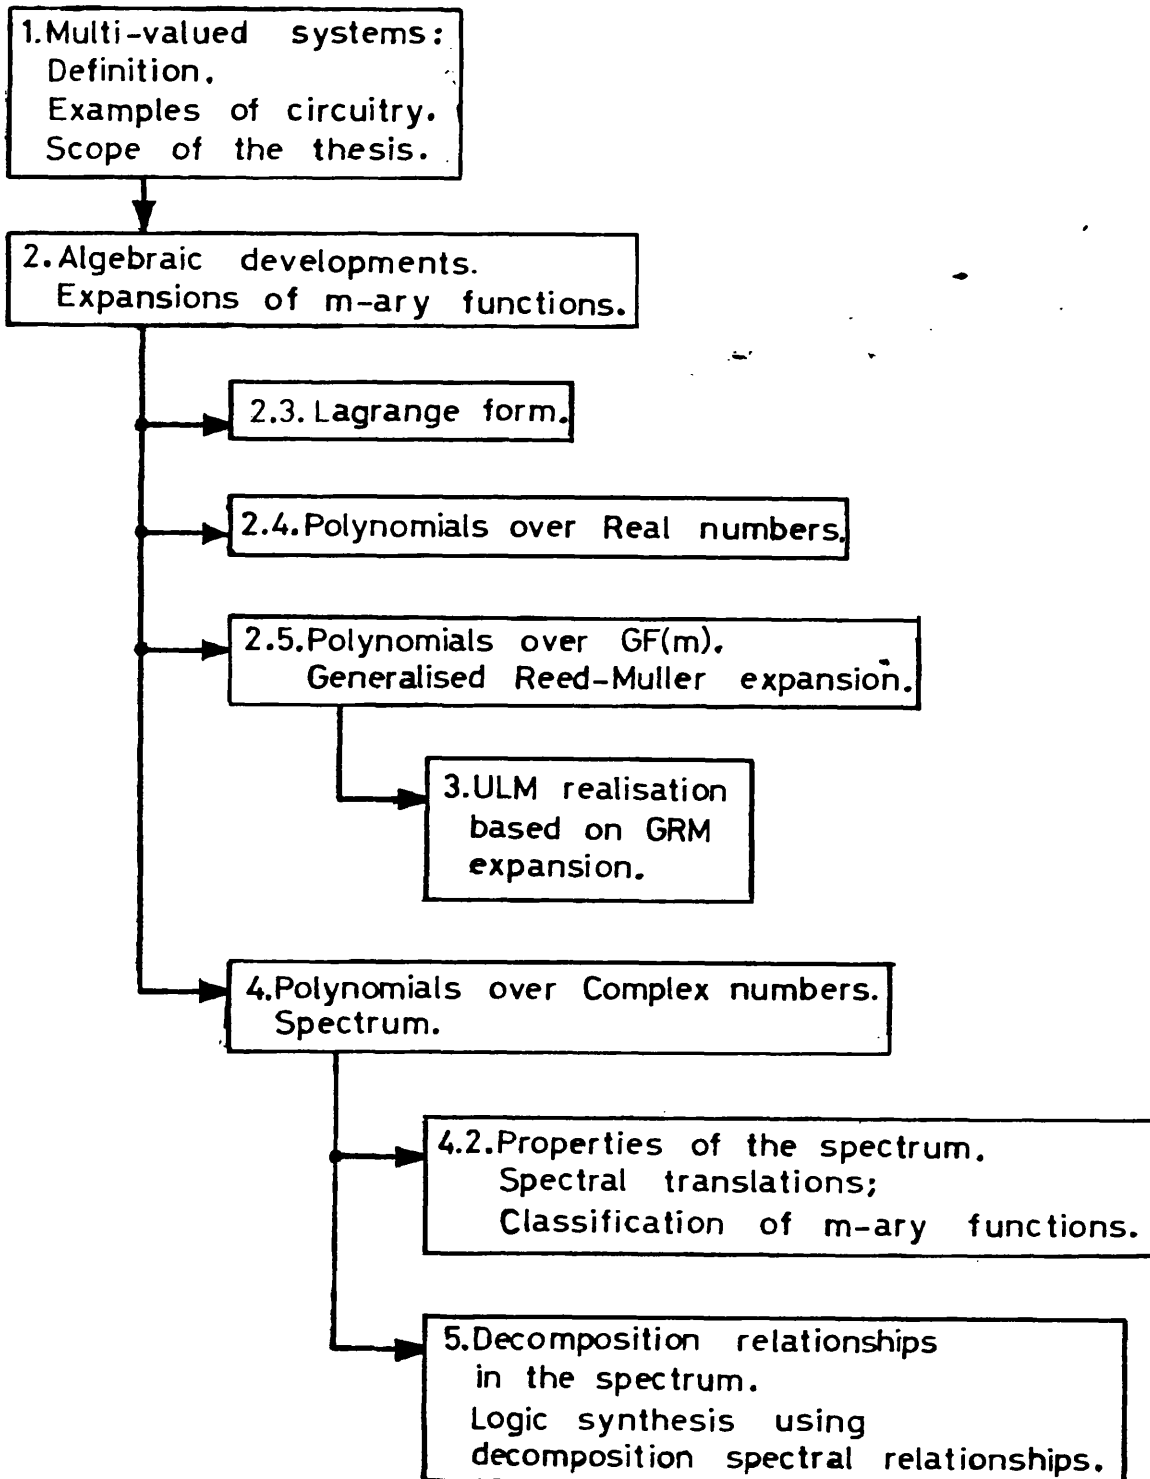 1.Multi-valued systems:
Definition.
Examples of circuitry.
Scope of the thesis.
2.Algebraic developments.
Expansions of m-ary functions.
2.3. Lagrange form.
2.4.Polynomials over Real numbers.
2.5.Polynomials over GF(m).
Generalised Reed-Muller expansion.
3.ULM realisation
based on GRM
expansion.
4.Polynomials over Complex numbers.
Spectrum.
4.2.Properties of the spectrum.
Spectral translations;
Classification of m-ary functions.
5.Decomposition relationships
in the spectrum.
Logic synthesis using
decomposition spectral relationships.